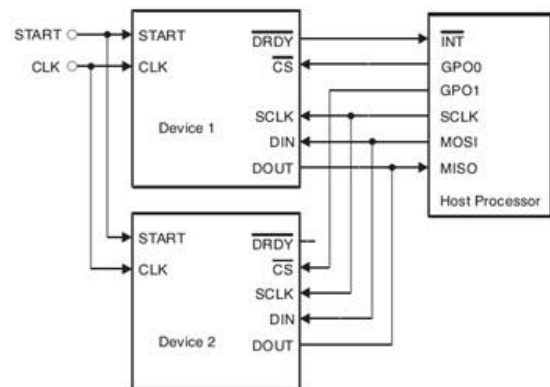 START
CLK
START
CLK
DRDY
CS
SCLK
DIN
DOUT
Device 1
INT
GPO0
GPO1
SCLK
MOSI
MISO
Host Processor
START
CLK
DRDY
CS
SCLK
DIN
DOUT
Device 2